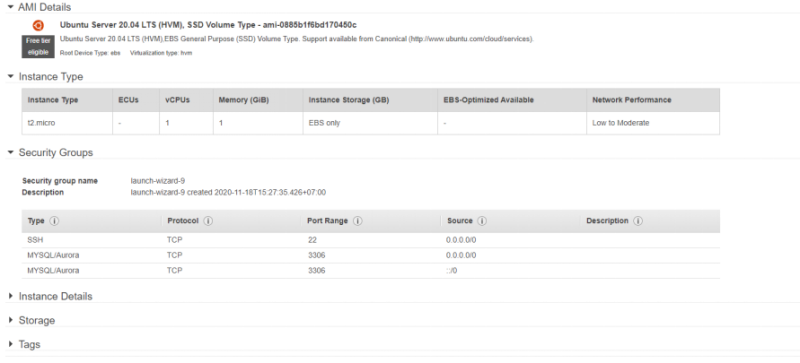 AMI Details
Ubuntu Server 20.04 LTS (HVM), SSD Volume Type - ami-0885b1f6bd170450c
Free tier eligible
Ubuntu Server 20.04 LTS (HVM),EBS General Purpose (SSD) Volume Type. Support available from Canonical (http://www.ubuntu.com/cloud/services).
Root Device Type: ebs Virtualization type: hvm
Instance Type
Instance Type ECUs vCPUs Memory (GiB) Instance Storage (GB) EBS-Optimized Available Network Performance
t2.micro - 1 1 EBS only - Low to Moderate
Security Groups
Security group name launch-wizard-9
Description launch-wizard-9 created 2020-11-18T15:27:35.426+07:00
Type Protocol Port Range Source Description
SSH TCP 22 0.0.0.0/0
MYSQL/Aurora TCP 3306 0.0.0.0/0
MYSQL/Aurora TCP 3306 ::/0
Instance Details
Storage
Tags